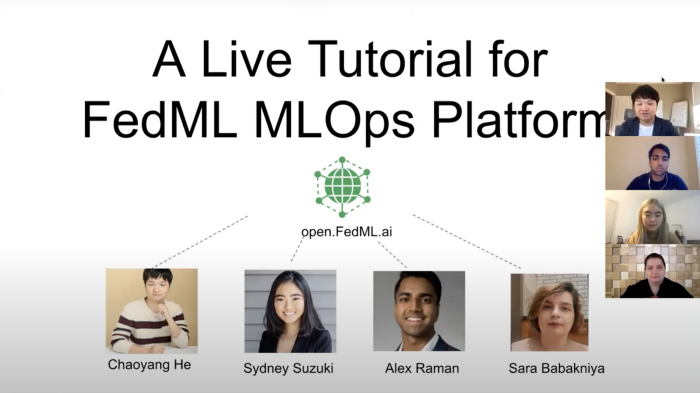 A Live Tutorial for
FedML MLOps Platform
open.FedML.ai
Chaoyang He
Sydney Suzuki
Alex Raman
Sara Babakniya